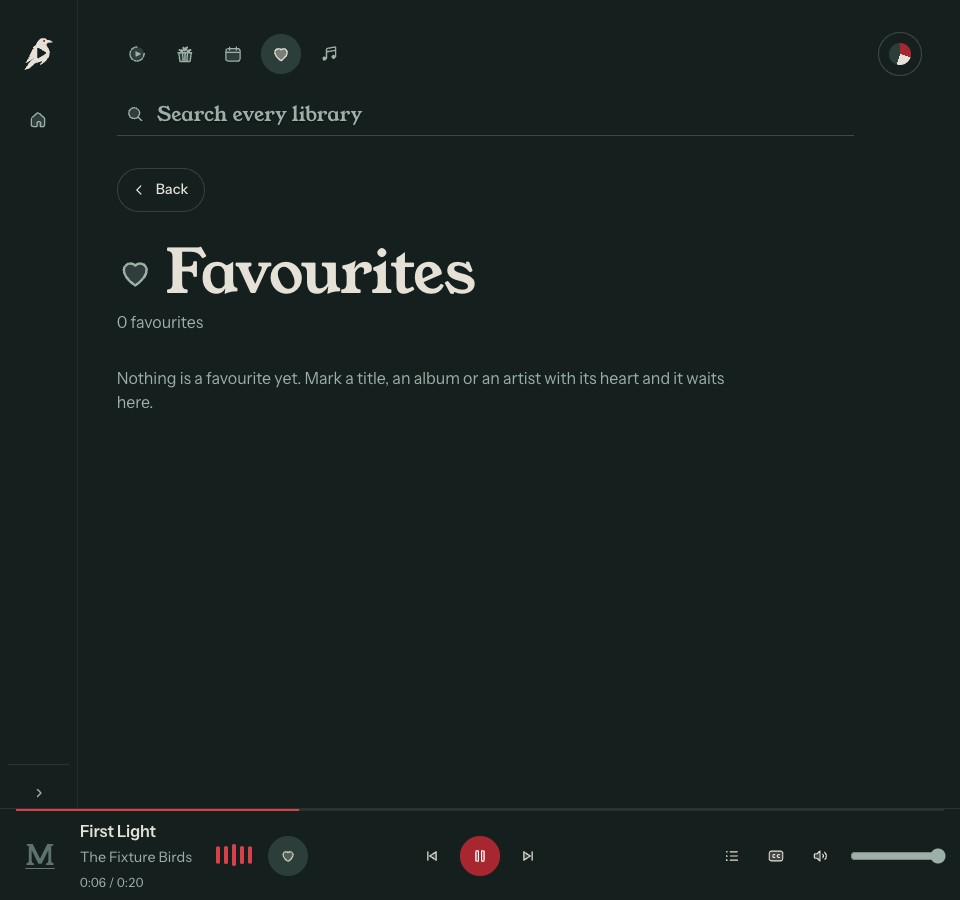 Search every library
Back
Favourites
0 favourites
Nothing is a favourite yet. Mark a title, an album or an artist with its heart and it waits
here.
M
First Light
The Fixture Birds
0:06 / 0:20
CC